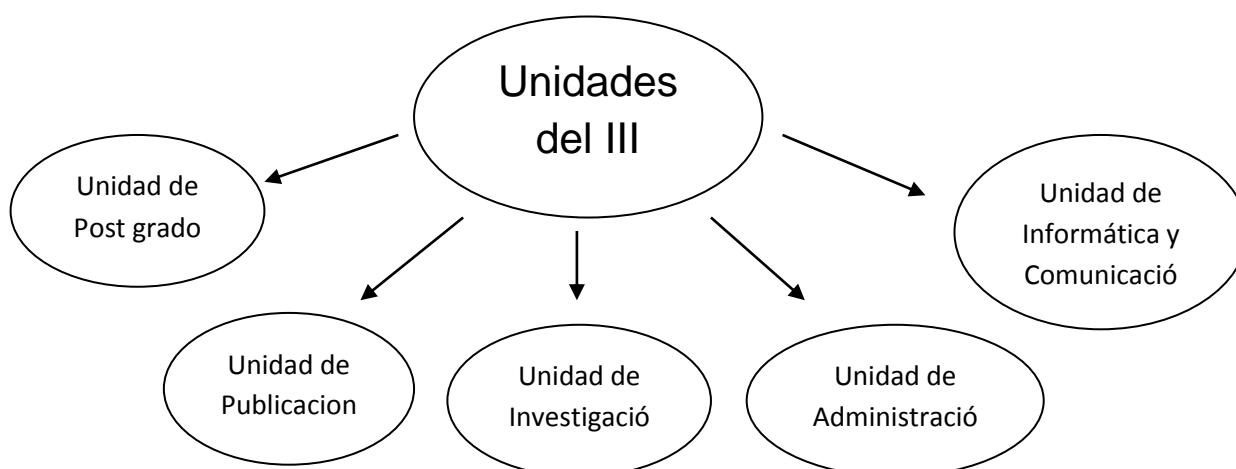 Unidades
del III
Unidad de
Post grado
Unidad de
Informática y
Comunicació
Unidad de
Publicacion
Unidad de
Investigació
Unidad de
Administració